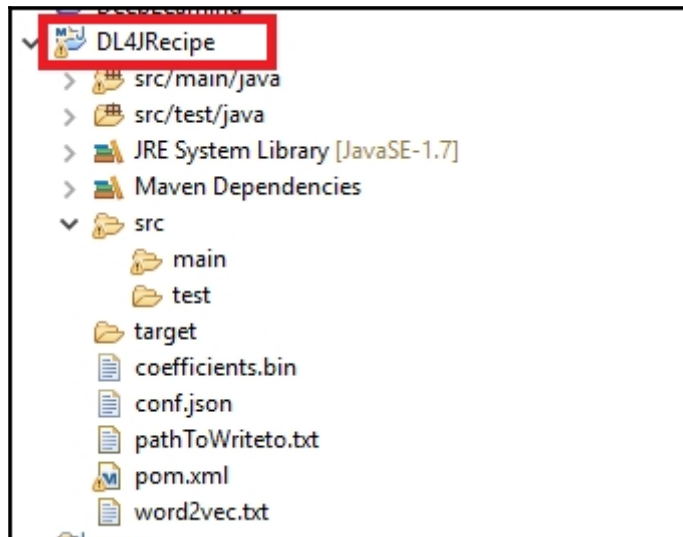 DL4JRecipe
src/main/java
src/test/java
JRE System Library [JavaSE-1.7]
Maven Dependencies
src
main
test
target
coefficients.bin
conf.json
pathToWriteto.txt
pom.xml
word2vec.txt